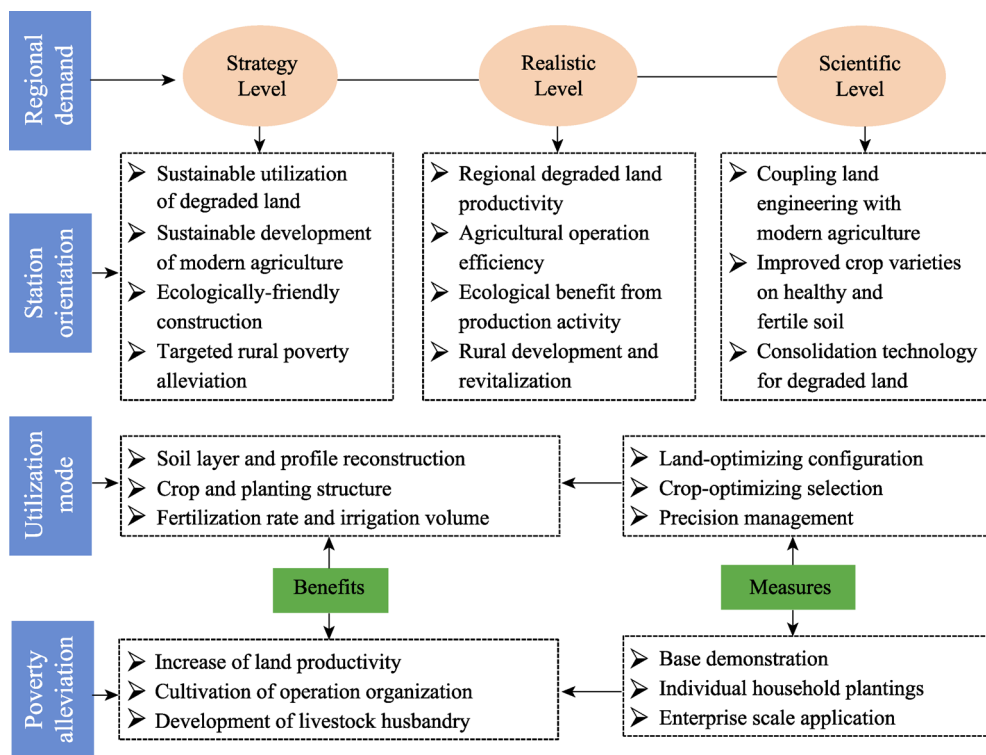 Regional
demand
Strategy
Level
Realistic
Level
Scientific
Level
Station
orientation
➢ Sustainable utilization
of degraded land
➢ Sustainable development
of modern agriculture
➢ Ecologically-friendly
construction
➢ Targeted rural poverty
alleviation
➢ Regional degraded land
productivity
➢ Agricultural operation
efficiency
➢ Ecological benefit from
production activity
➢ Rural development and
revitalization
➢ Coupling land
engineering with
modern agriculture
➢ Improved crop varieties
on healthy and
fertile soil
➢ Consolidation technology
for degraded land
Utilization
mode
➢ Soil layer and profile reconstruction
➢ Crop and planting structure
➢ Fertilization rate and irrigation volume
➢ Land-optimizing configuration
➢ Crop-optimizing selection
➢ Precision management
Benefits
Measures
Poverty
alleviation
➢ Increase of land productivity
➢ Cultivation of operation organization
➢ Development of livestock husbandry
➢ Base demonstration
➢ Individual household plantings
➢ Enterprise scale application